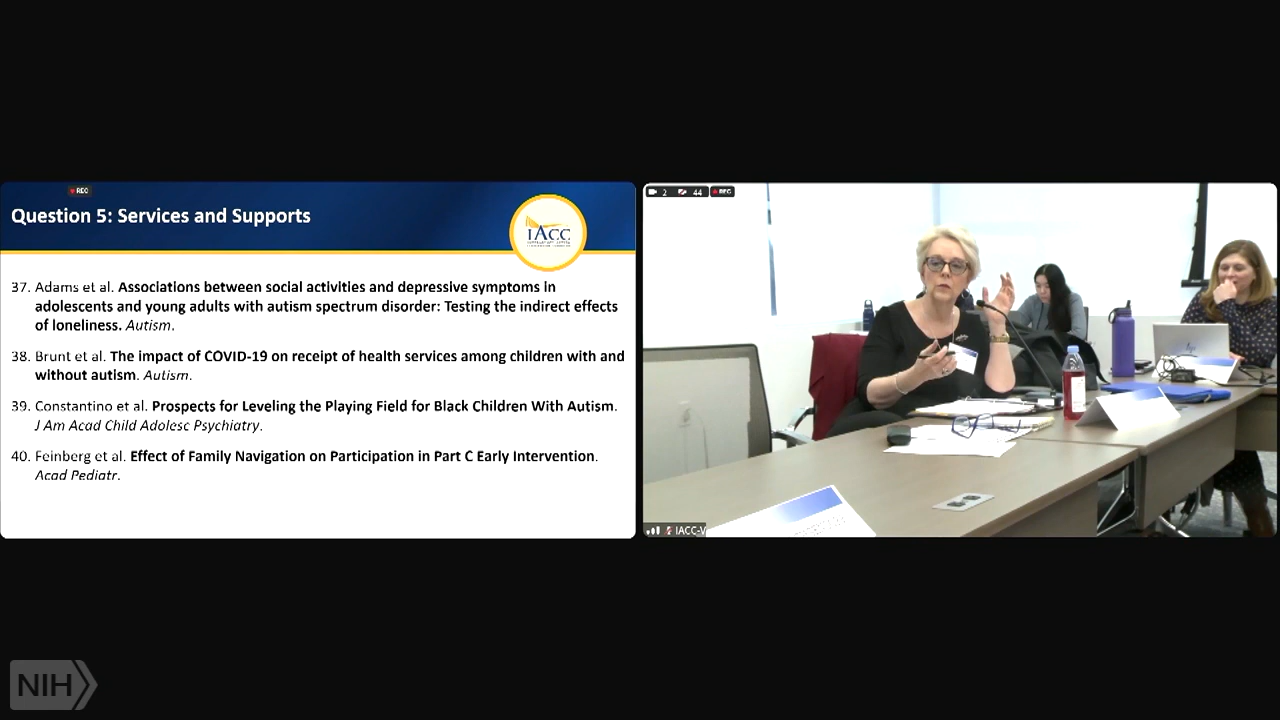 REC
Question 5: Services and Supports
IACC
37. Adams et al. Associations between social activities and depressive symptoms in
adolescents and young adults with autism spectrum disorder: Testing the indirect effects
of loneliness. Autism.
38. Brunt et al. The impact of COVID-19 on receipt of health services among children with and
without autism. Autism.
39. Constantino et al. Prospects for Leveling the Playing Field for Black Children With Autism.
J Am Acad Child Adolesc Psychiatry.
40. Feinberg et al. Effect of Family Navigation on Participation in Part C Early Intervention.
Acad Pediatr.
2 44 REC
IACC-V
NIH